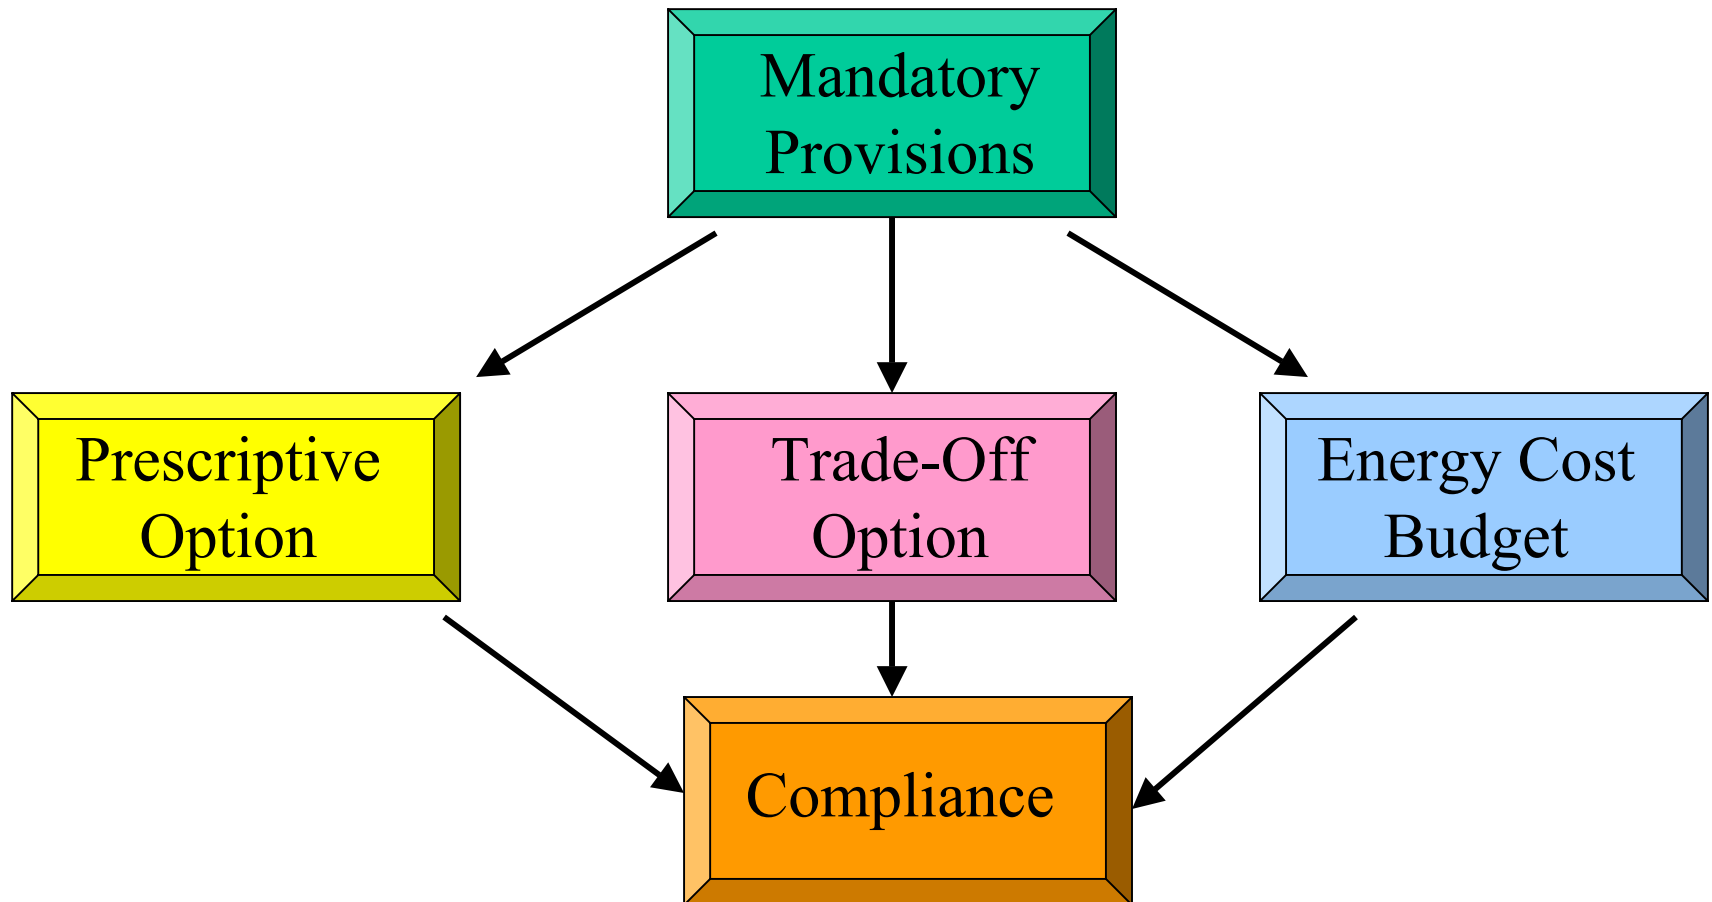 Mandatory
Provisions
Prescriptive
Option
Trade-Off
Option
Energy Cost
Budget
Compliance